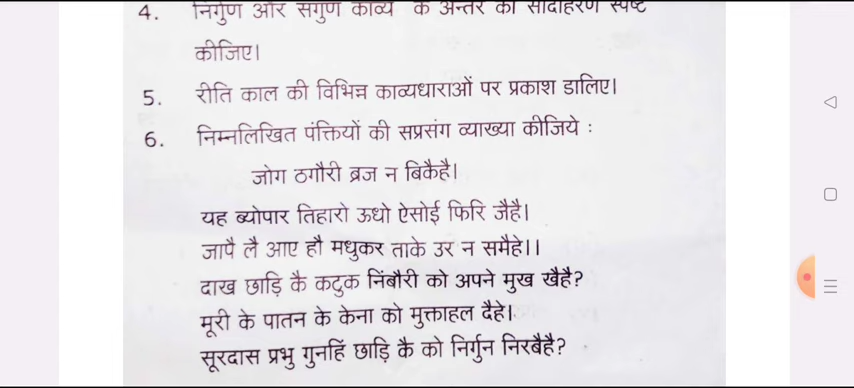 4. निर्गुण और सगुण काव्य के अन्तर को सोदाहरण स्पष्ट
कीजिए।
5. रीति काल की विभिन्न काव्यधाराओं पर प्रकाश डालिए।
6. निम्नलिखित पंक्तियों की सप्रसंग व्याख्या कीजिये :
जोग ठगौरी ब्रज न बिकैहै।
यह ब्योपार तिहारो ऊधो ऐसोई फिरि जैहै।
जापै लै आए हौ मधुकर ताके उर न समैहे।।
दाख छाड़ि कै कटुक निंबौरी को अपने मुख खैहै?
मूरी के पातन के केना को मुक्ताहल दैहे।
सूरदास प्रभु गुनहिं छाड़ि कै को निर्गुन निरबैहै?